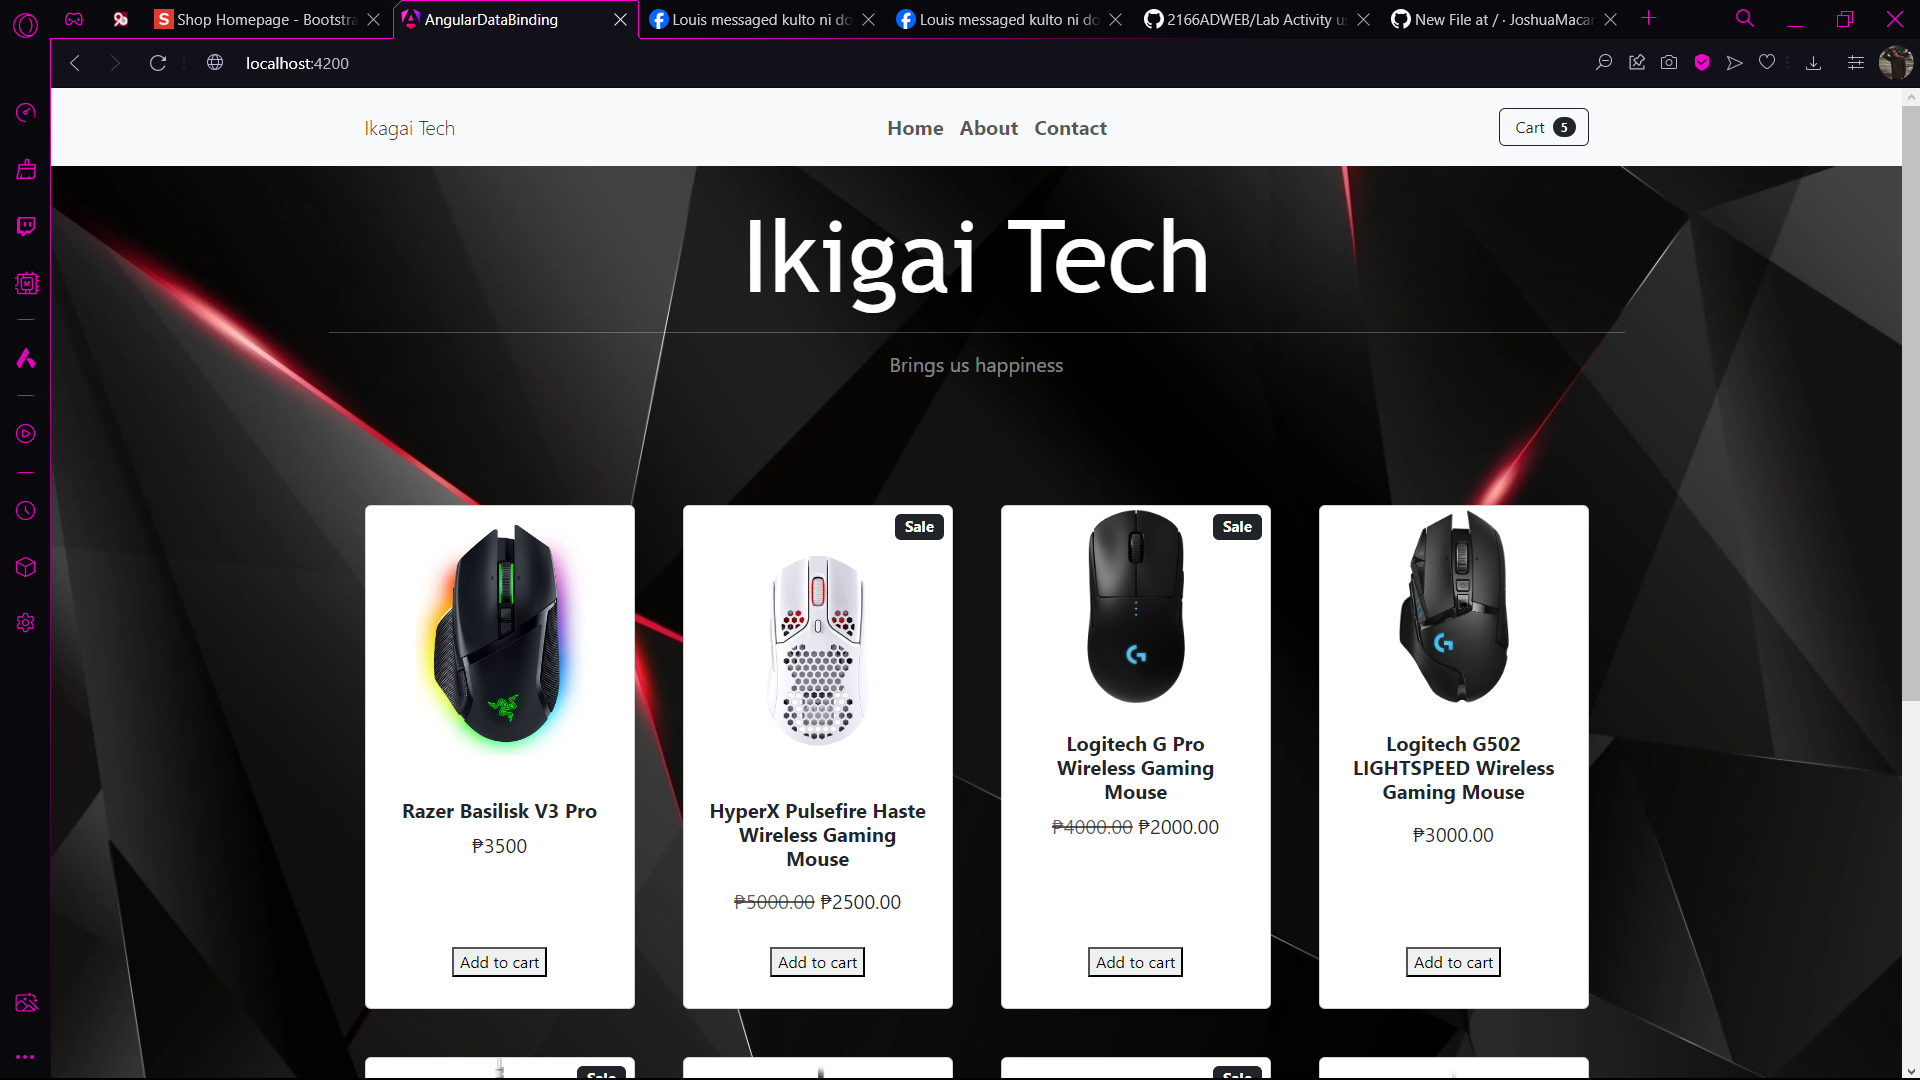 Shop Homepage - Bootstra
AngularDataBinding
Louis messaged kulto ni do
Louis messaged kulto ni do
2166ADWEB/Lab Activity u
New File at / · JoshuaMaca
localhost:4200
Ikagai Tech
Home About Contact
Cart 5
Ikigai Tech
Brings us happiness
Sale
Sale
Razer Basilisk V3 Pro
₱3500
Add to cart
HyperX Pulsefire Haste
Wireless Gaming
Mouse
₱5000.00 ₱2500.00
Add to cart
Logitech G Pro
Wireless Gaming
Mouse
₱4000.00 ₱2000.00
Add to cart
Logitech G502
LIGHTSPEED Wireless
Gaming Mouse
₱3000.00
Add to cart
Sale
Sale